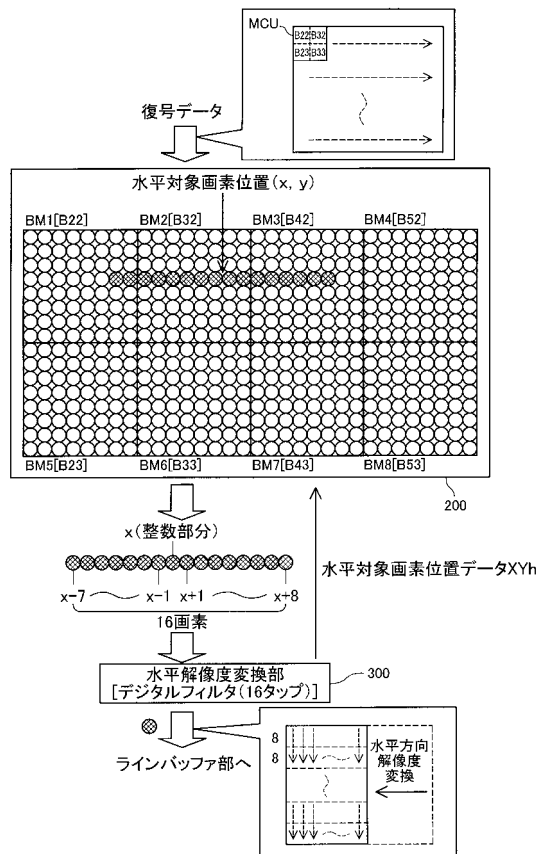 MCU
B22 B32
B23 B33
復号データ
水平対象画素位置(x, y)
BM1[B22] BM2[B32] BM3[B42] BM4[B52]
BM5[B23] BM6[B33] BM7[B43] BM8[B53]
200
x(整数部分)
水平対象画素位置データXYh
x−7 x−1 x+1 x+8
16画素
水平解像度変換部
[デジタルフィルタ(16タップ)]
300
ラインバッファ部へ
8
8
水平方向
解像度
変換